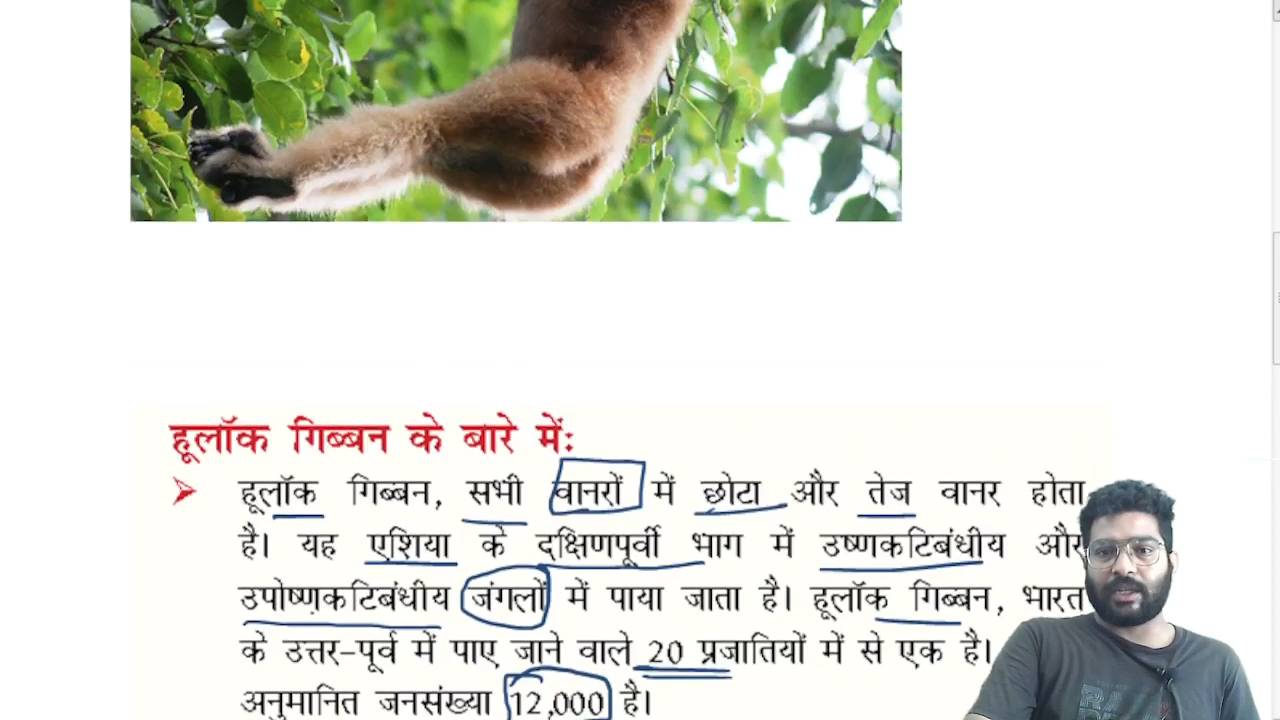 हूलॉक गिब्बन के बारे में:
हूलॉक गिब्बन, सभी वानरों में छोटा और तेज वानर होता
है। यह एशिया के दक्षिणपूर्वी भाग में उष्णकटिबंधीय और
उपोष्णकटिबंधीय जंगलों में पाया जाता है। हूलॉक गिब्बन, भारत
के उत्तर-पूर्व में पाए जाने वाले 20 प्रजातियों में से एक है।
अनुमानित जनसंख्या 12,000 है।